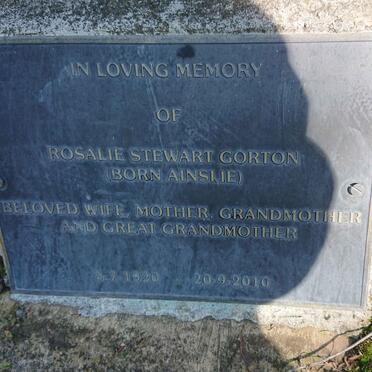 IN LOVING MEMORY
OF
ROSALIE STEWART GORTON
(BORN AINSLIE)
BELOVED WIFE, MOTHER, GRANDMOTHER
AND GREAT GRANDMOTHER
20-9-2010